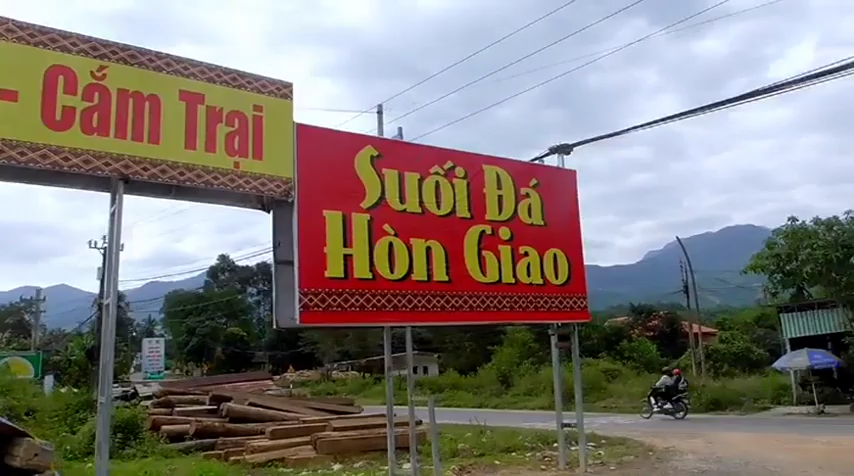 - Cắm Trại
Suối Đá
Hòn Giao